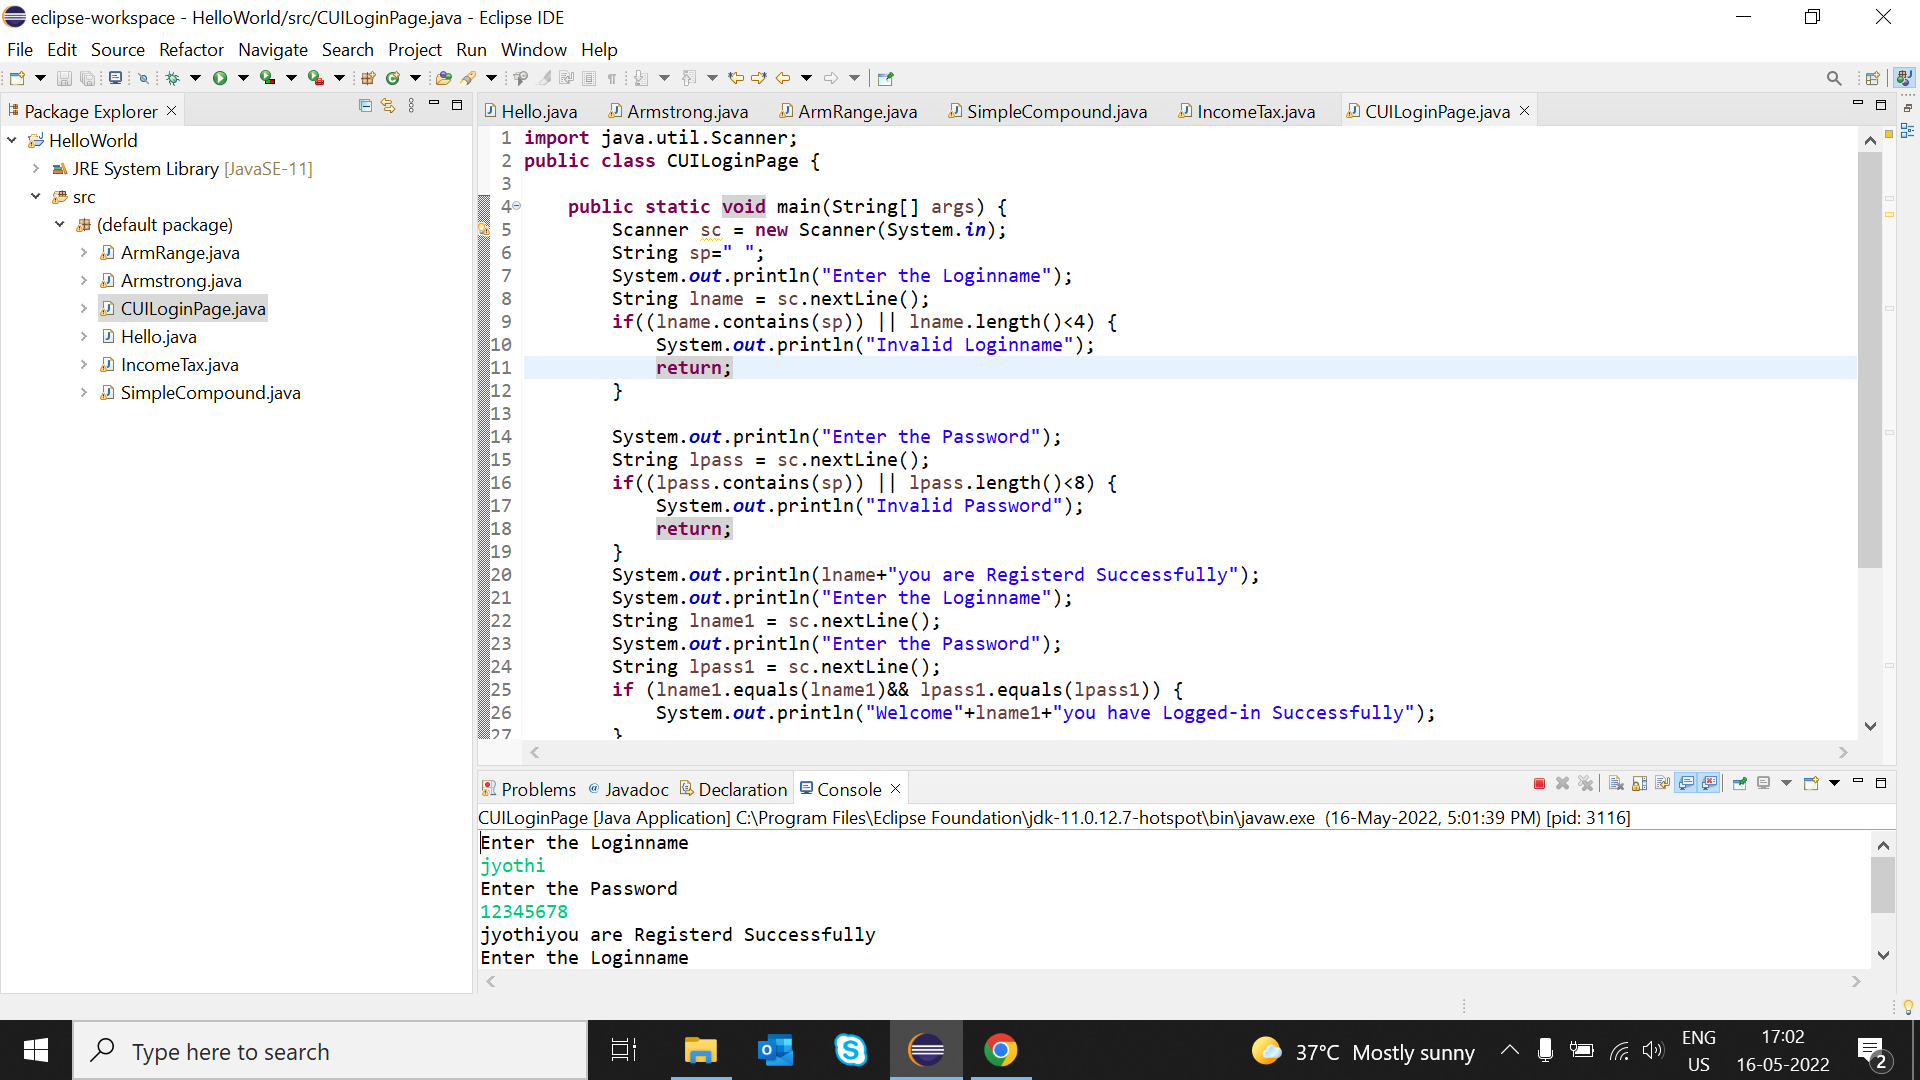 eclipse-workspace - HelloWorld/src/CUILoginPage.java - Eclipse IDE
File Edit Source Refactor Navigate Search Project Run Window Help
Package Explorer
HelloWorld
JRE System Library [JavaSE-11]
src
(default package)
ArmRange.java
Armstrong.java
CUILoginPage.java
Hello.java
IncomeTax.java
SimpleCompound.java
Hello.java Armstrong.java ArmRange.java SimpleCompound.java IncomeTax.java CUILoginPage.java
1 import java.util.Scanner;
2 public class CUILoginPage {
3
4 public static void main(String[] args) {
5 Scanner sc = new Scanner(System.in);
6 String sp=" ";
7 System.out.println("Enter the Loginname");
8 String lname = sc.nextLine();
9 if((lname.contains(sp)) || lname.length()<4) {
10 System.out.println("Invalid Loginname");
11 return;
12 }
13
14 System.out.println("Enter the Password");
15 String lpass = sc.nextLine();
16 if((lpass.contains(sp)) || lpass.length()<8) {
17 System.out.println("Invalid Password");
18 return;
19 }
20 System.out.println(lname+"you are Registerd Successfully");
21 System.out.println("Enter the Loginname");
22 String lname1 = sc.nextLine();
23 System.out.println("Enter the Password");
24 String lpass1 = sc.nextLine();
25 if (lname1.equals(lname1)&& lpass1.equals(lpass1)) {
26 System.out.println("Welcome"+lname1+"you have Logged-in Successfully");
27 }
Problems Javadoc Declaration Console
CUILoginPage [Java Application] C:\Program Files\Eclipse Foundation\jdk-11.0.12.7-hotspot\bin\javaw.exe (16-May-2022, 5:01:39 PM) [pid: 3116]
Enter the Loginname
jyothi
Enter the Password
12345678
jyothiyou are Registerd Successfully
Enter the Loginname
Type here to search
37°C Mostly sunny
ENG
US
17:02
16-05-2022
2